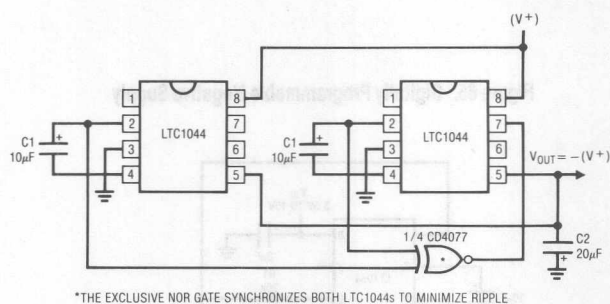 (V+)
1 8
2 7
3 6
4 5
LTC1044
C1
10µF
+
1 8
2 7
3 6
4 5
LTC1044
C1
10µF
+
VOUT = −(V+)
1/4 CD4077
*
C2
20µF
+
*THE EXCLUSIVE NOR GATE SYNCHRONIZES BOTH LTC1044s TO MINIMIZE RIPPLE